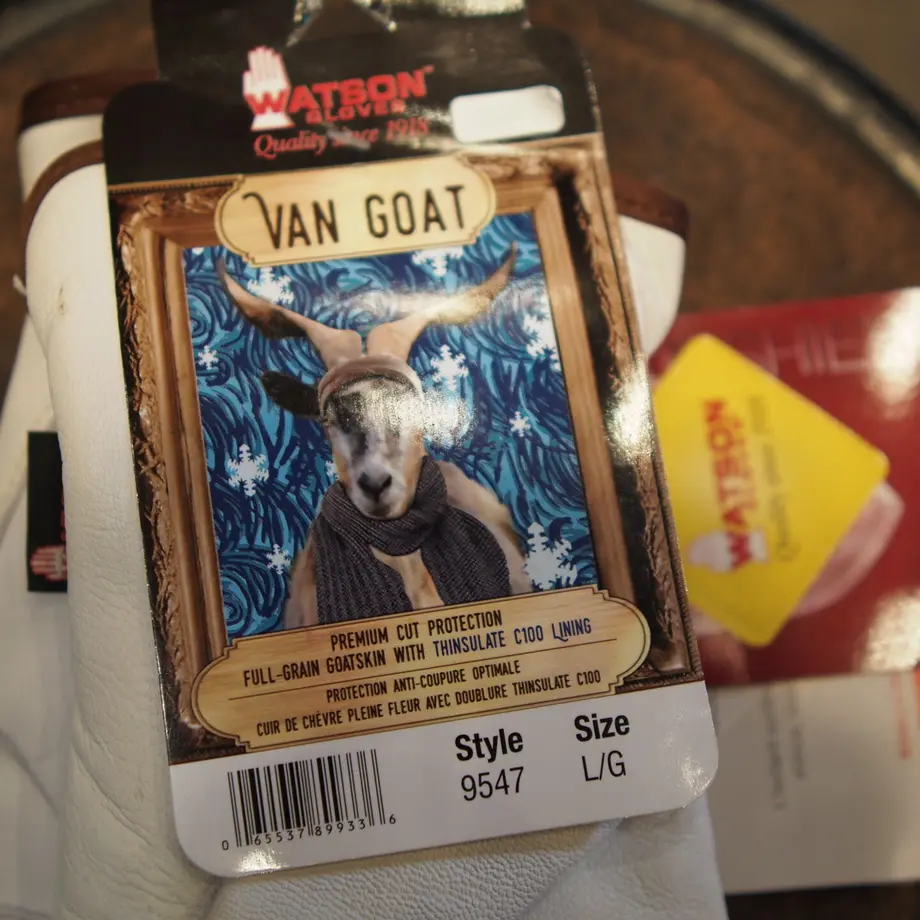 WATSON™
GLOVES
Quality Since 1918
VAN GOAT
PREMIUM CUT PROTECTION
FULL-GRAIN GOATSKIN WITH THINSULATE C100 LINING
PROTECTION ANTI-COUPURE OPTIMALE
CUIR DE CHÈVRE PLEINE FLEUR AVEC DOUBLURE THINSULATE C100
Style
9547
Size
L/G
0 65537 89933 6
WATSON